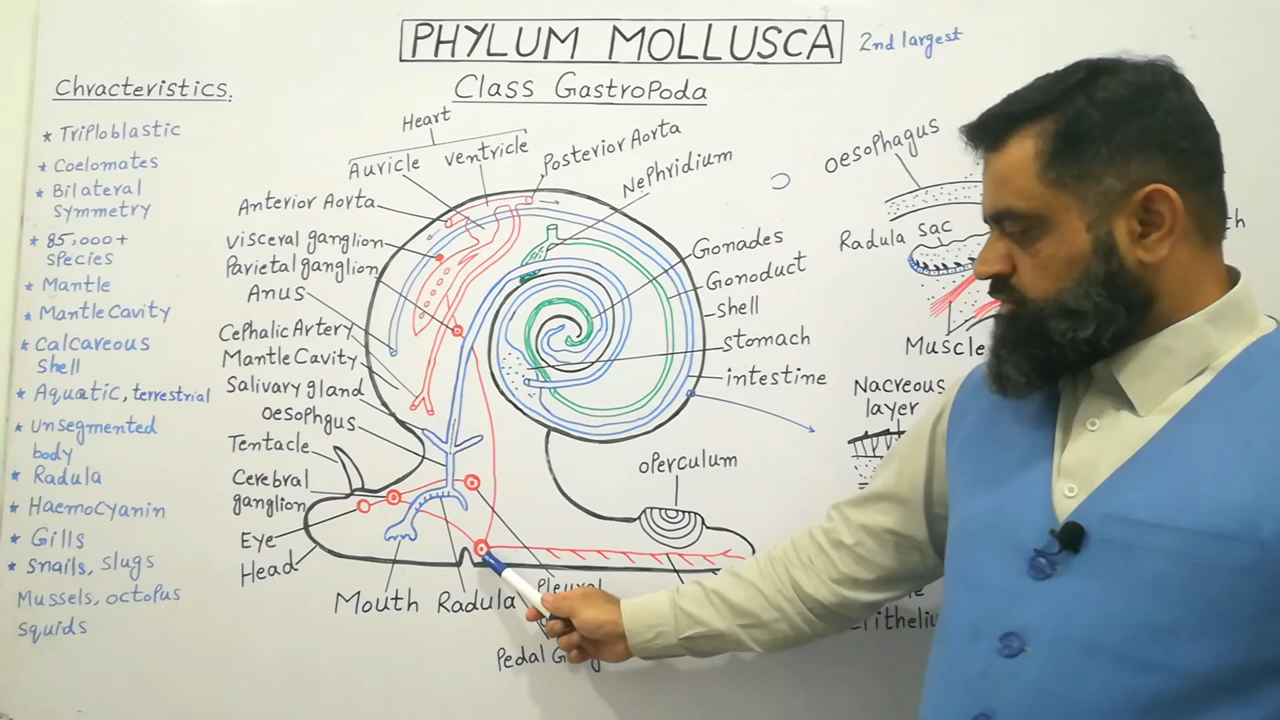 PHYLUM MOLLUSCA
2nd largest
Class Gastropoda
Chracteristics.
* Triploblastic
* Coelomates
* Bilateral
symmetry
* 85,000+
species
* Mantle
* Mantle Cavity
* Calcareous
shell
* Aquatic, terrestrial
* unsegmented
body
* Radula
* Haemocyanin
* Gills
* snails, slugs
Mussels, octopus
squids
Heart
Auricle
ventricle
Posterior Aorta
Nephridium
Anterior Aorta
visceral ganglion
Parietal ganglion
Anus
Cephalic Artery
Mantle Cavity
Salivary gland
oesophgus
Tentacle
Cerebral
ganglion
Eye
Head
Mouth
Radula
Pleural
Pedal
Gonades
Gonoduct
shell
stomach
intestine
operculum
oesophagus
Radula sac
Muscle
Nacreous
layer